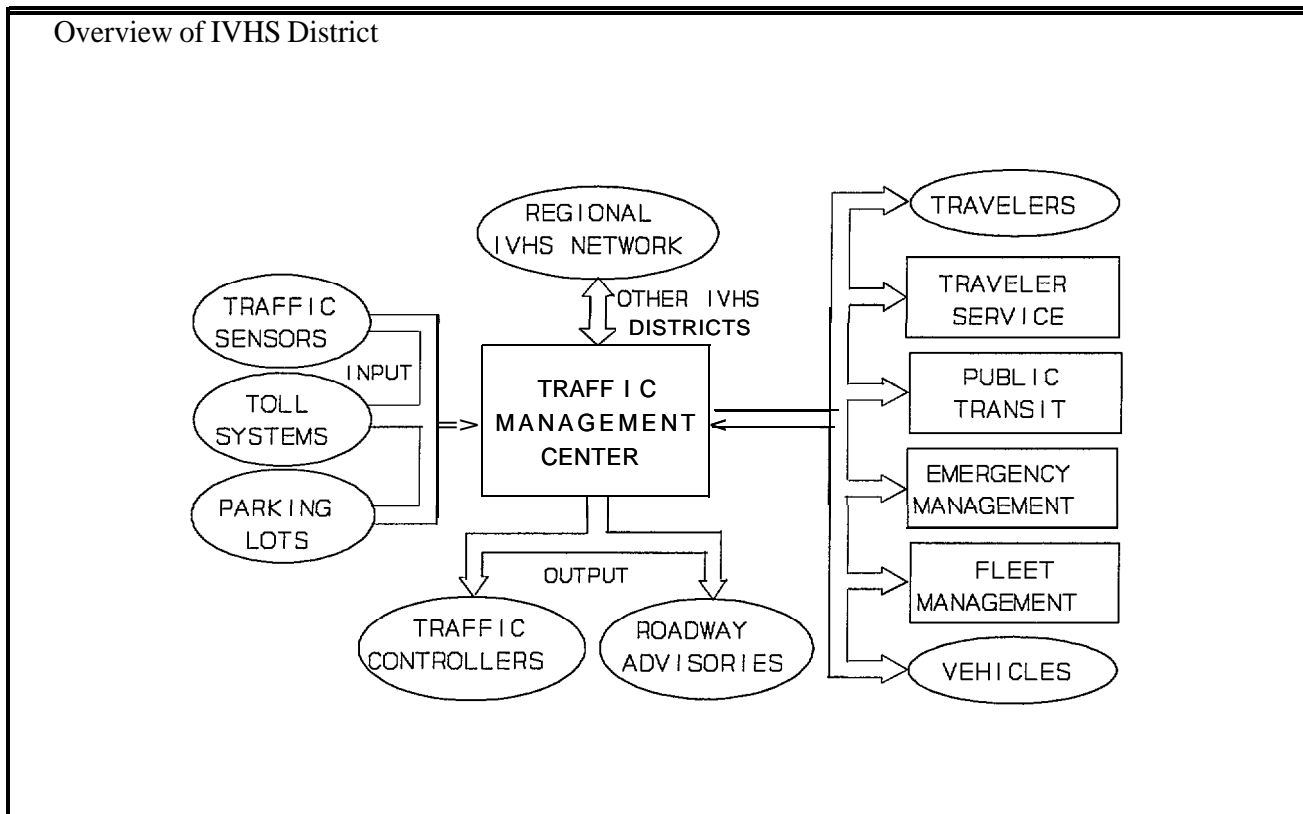 Overview of IVHS District
REGIONAL
IVHS NETWORK
OTHER IVHS
DISTRICTS
TRAFFIC
SENSORS
INPUT
TOLL
SYSTEMS
PARKING
LOTS
TRAFFIC
MANAGEMENT
CENTER
OUTPUT
TRAFFIC
CONTROLLERS
ROADWAY
ADVISORIES
TRAVELERS
TRAVELER
SERVICE
PUBLIC
TRANSIT
EMERGENCY
MANAGEMENT
FLEET
MANAGEMENT
VEHICLES